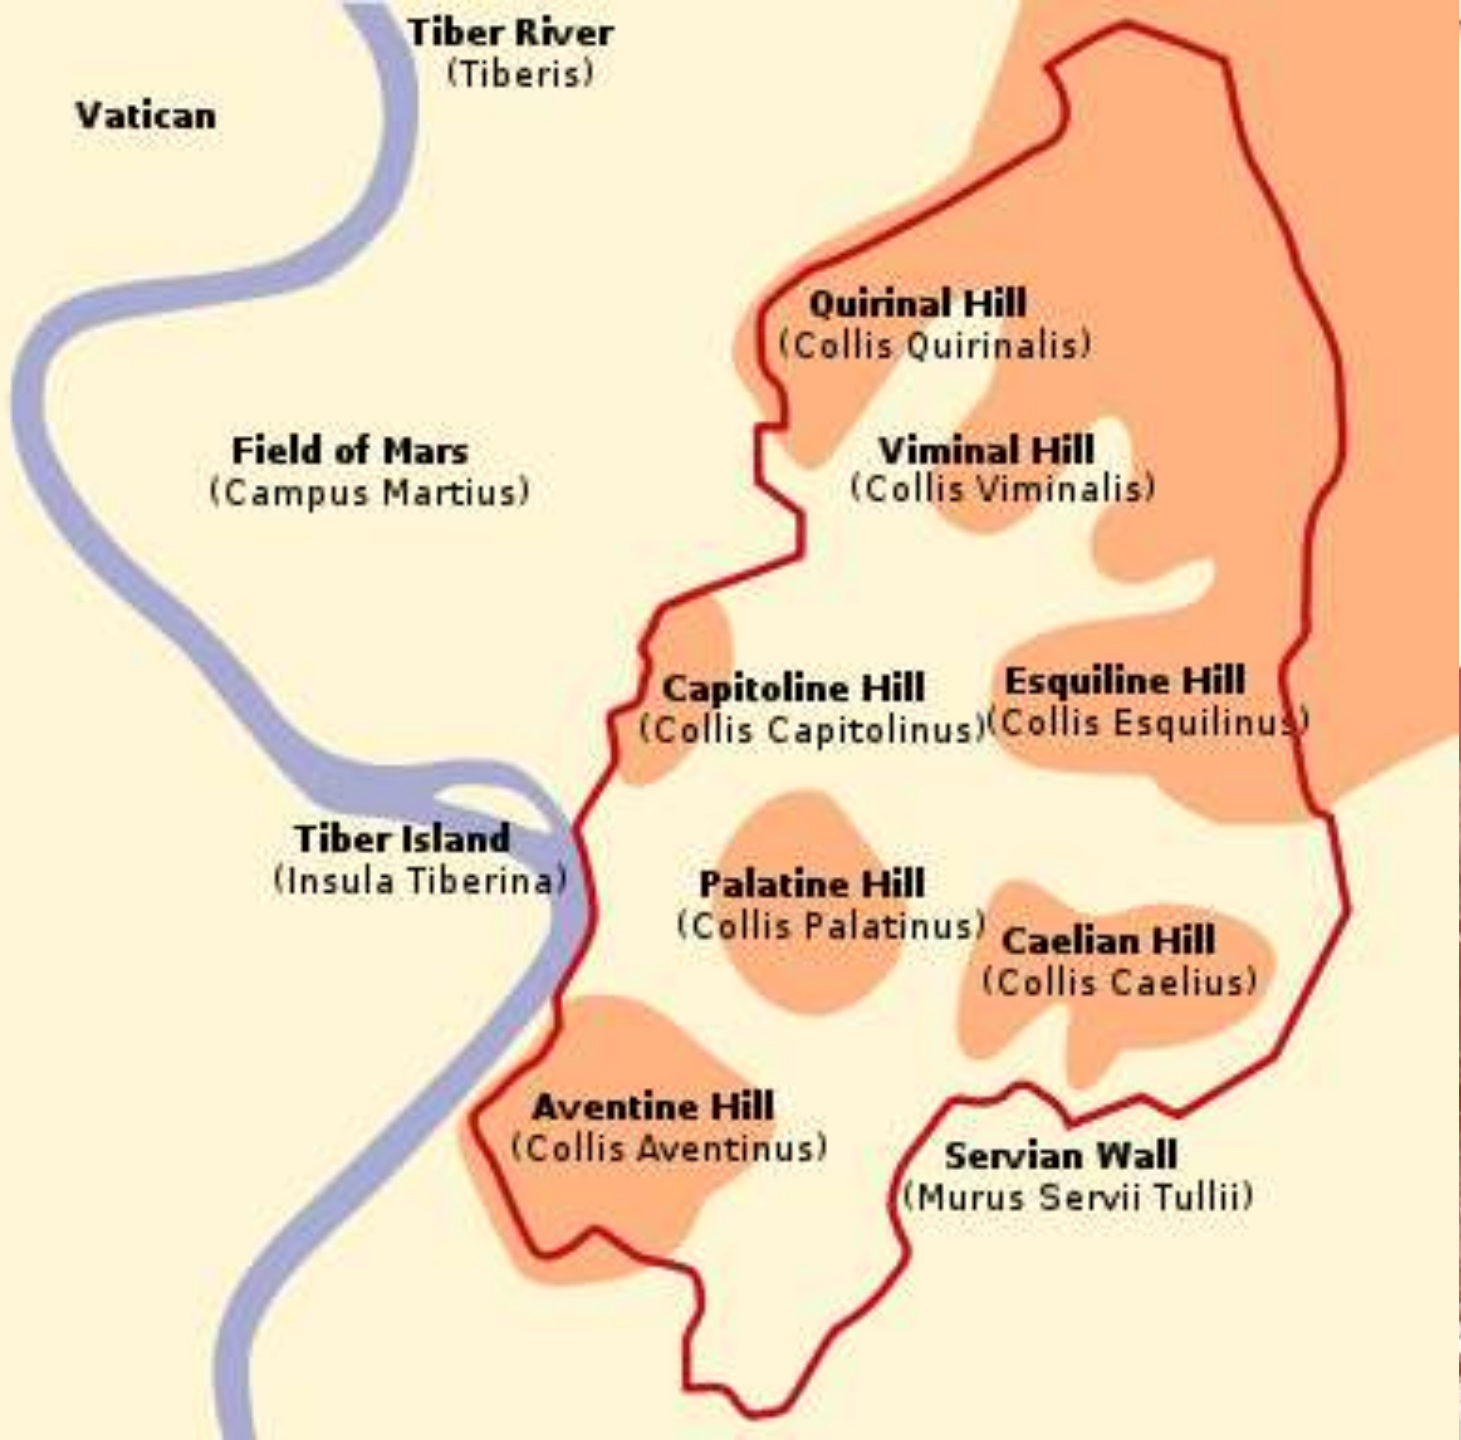 Tiber River
(Tiberis)
Vatican
Quirinal Hill
(Collis Quirinalis)
Field of Mars
(Campus Martius)
Viminal Hill
(Collis Viminalis)
Capitoline Hill
(Collis Capitolinus)
Esquiline Hill
(Collis Esquilinus)
Tiber Island
(Insula Tiberina)
Palatine Hill
(Collis Palatinus)
Caelian Hill
(Collis Caelius)
Aventine Hill
(Collis Aventinus)
Servian Wall
(Murus Servii Tullii)